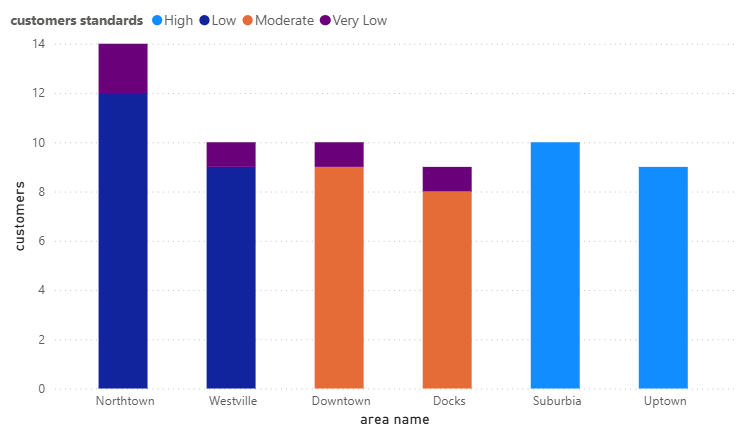 customers standards High Low Moderate Very Low
14
12
10
8
6
4
2
0
customers
Northtown Westville Downtown Docks Suburbia Uptown
area name